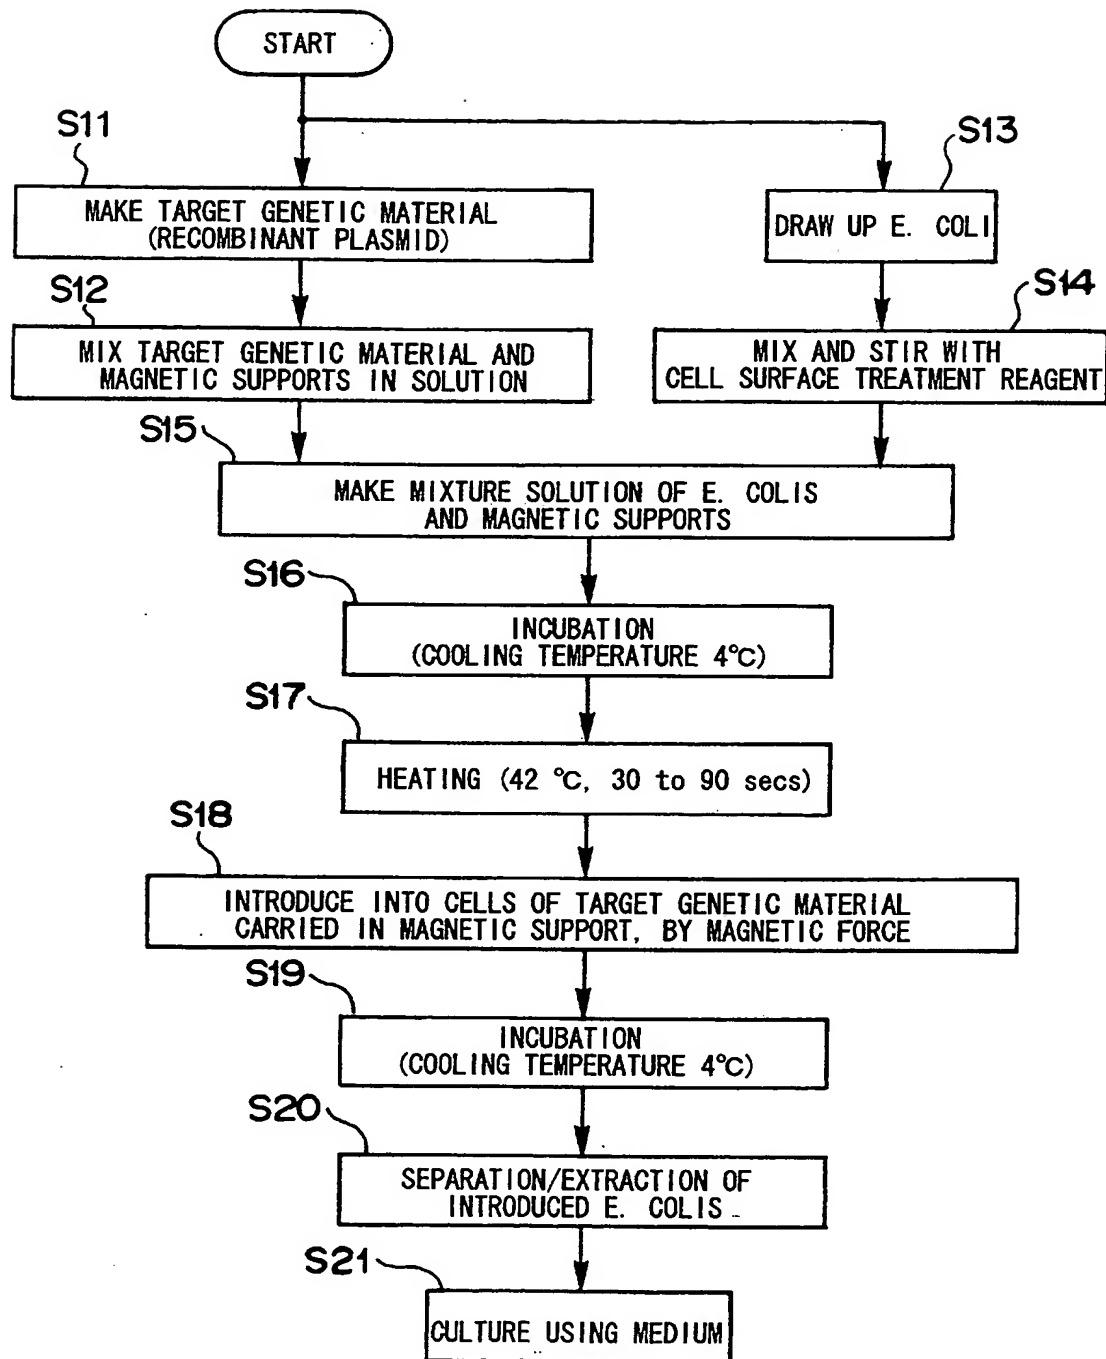 START
S11
MAKE TARGET GENETIC MATERIAL
(RECOMBINANT PLASMID)
S13
DRAW UP E. COLI
S12
MIX TARGET GENETIC MATERIAL AND
MAGNETIC SUPPORTS IN SOLUTION
S14
MIX AND STIR WITH
CELL SURFACE TREATMENT REAGENT
S15
MAKE MIXTURE SOLUTION OF E. COLIS
AND MAGNETIC SUPPORTS
S16
INCUBATION
(COOLING TEMPERATURE 4°C)
S17
HEATING (42 °C, 30 to 90 secs)
S18
INTRODUCE INTO CELLS OF TARGET GENETIC MATERIAL
CARRIED IN MAGNETIC SUPPORT, BY MAGNETIC FORCE
S19
INCUBATION
(COOLING TEMPERATURE 4°C)
S20
SEPARATION/EXTRACTION OF
INTRODUCED E. COLIS
S21
CULTURE USING MEDIUM